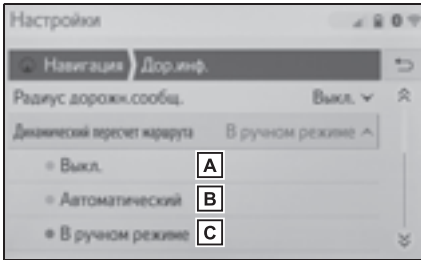 Настройки
Навигация Дор.инф.
Радиус дорожн.сообщ. Выкл.
Динамический пересчет маршрута В ручном режиме
Выкл. A
Автоматический B
В ручном режиме C